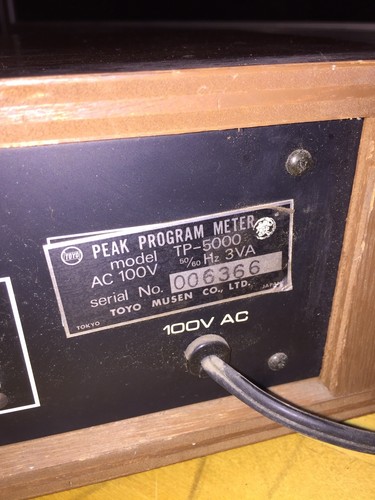 TOYO
PEAK PROGRAM METER
model TP-5000
AC 100V 50/60 Hz 3VA
serial No. 006366
TOYO MUSEN CO., LTD.
TOKYO JAPAN
100V AC